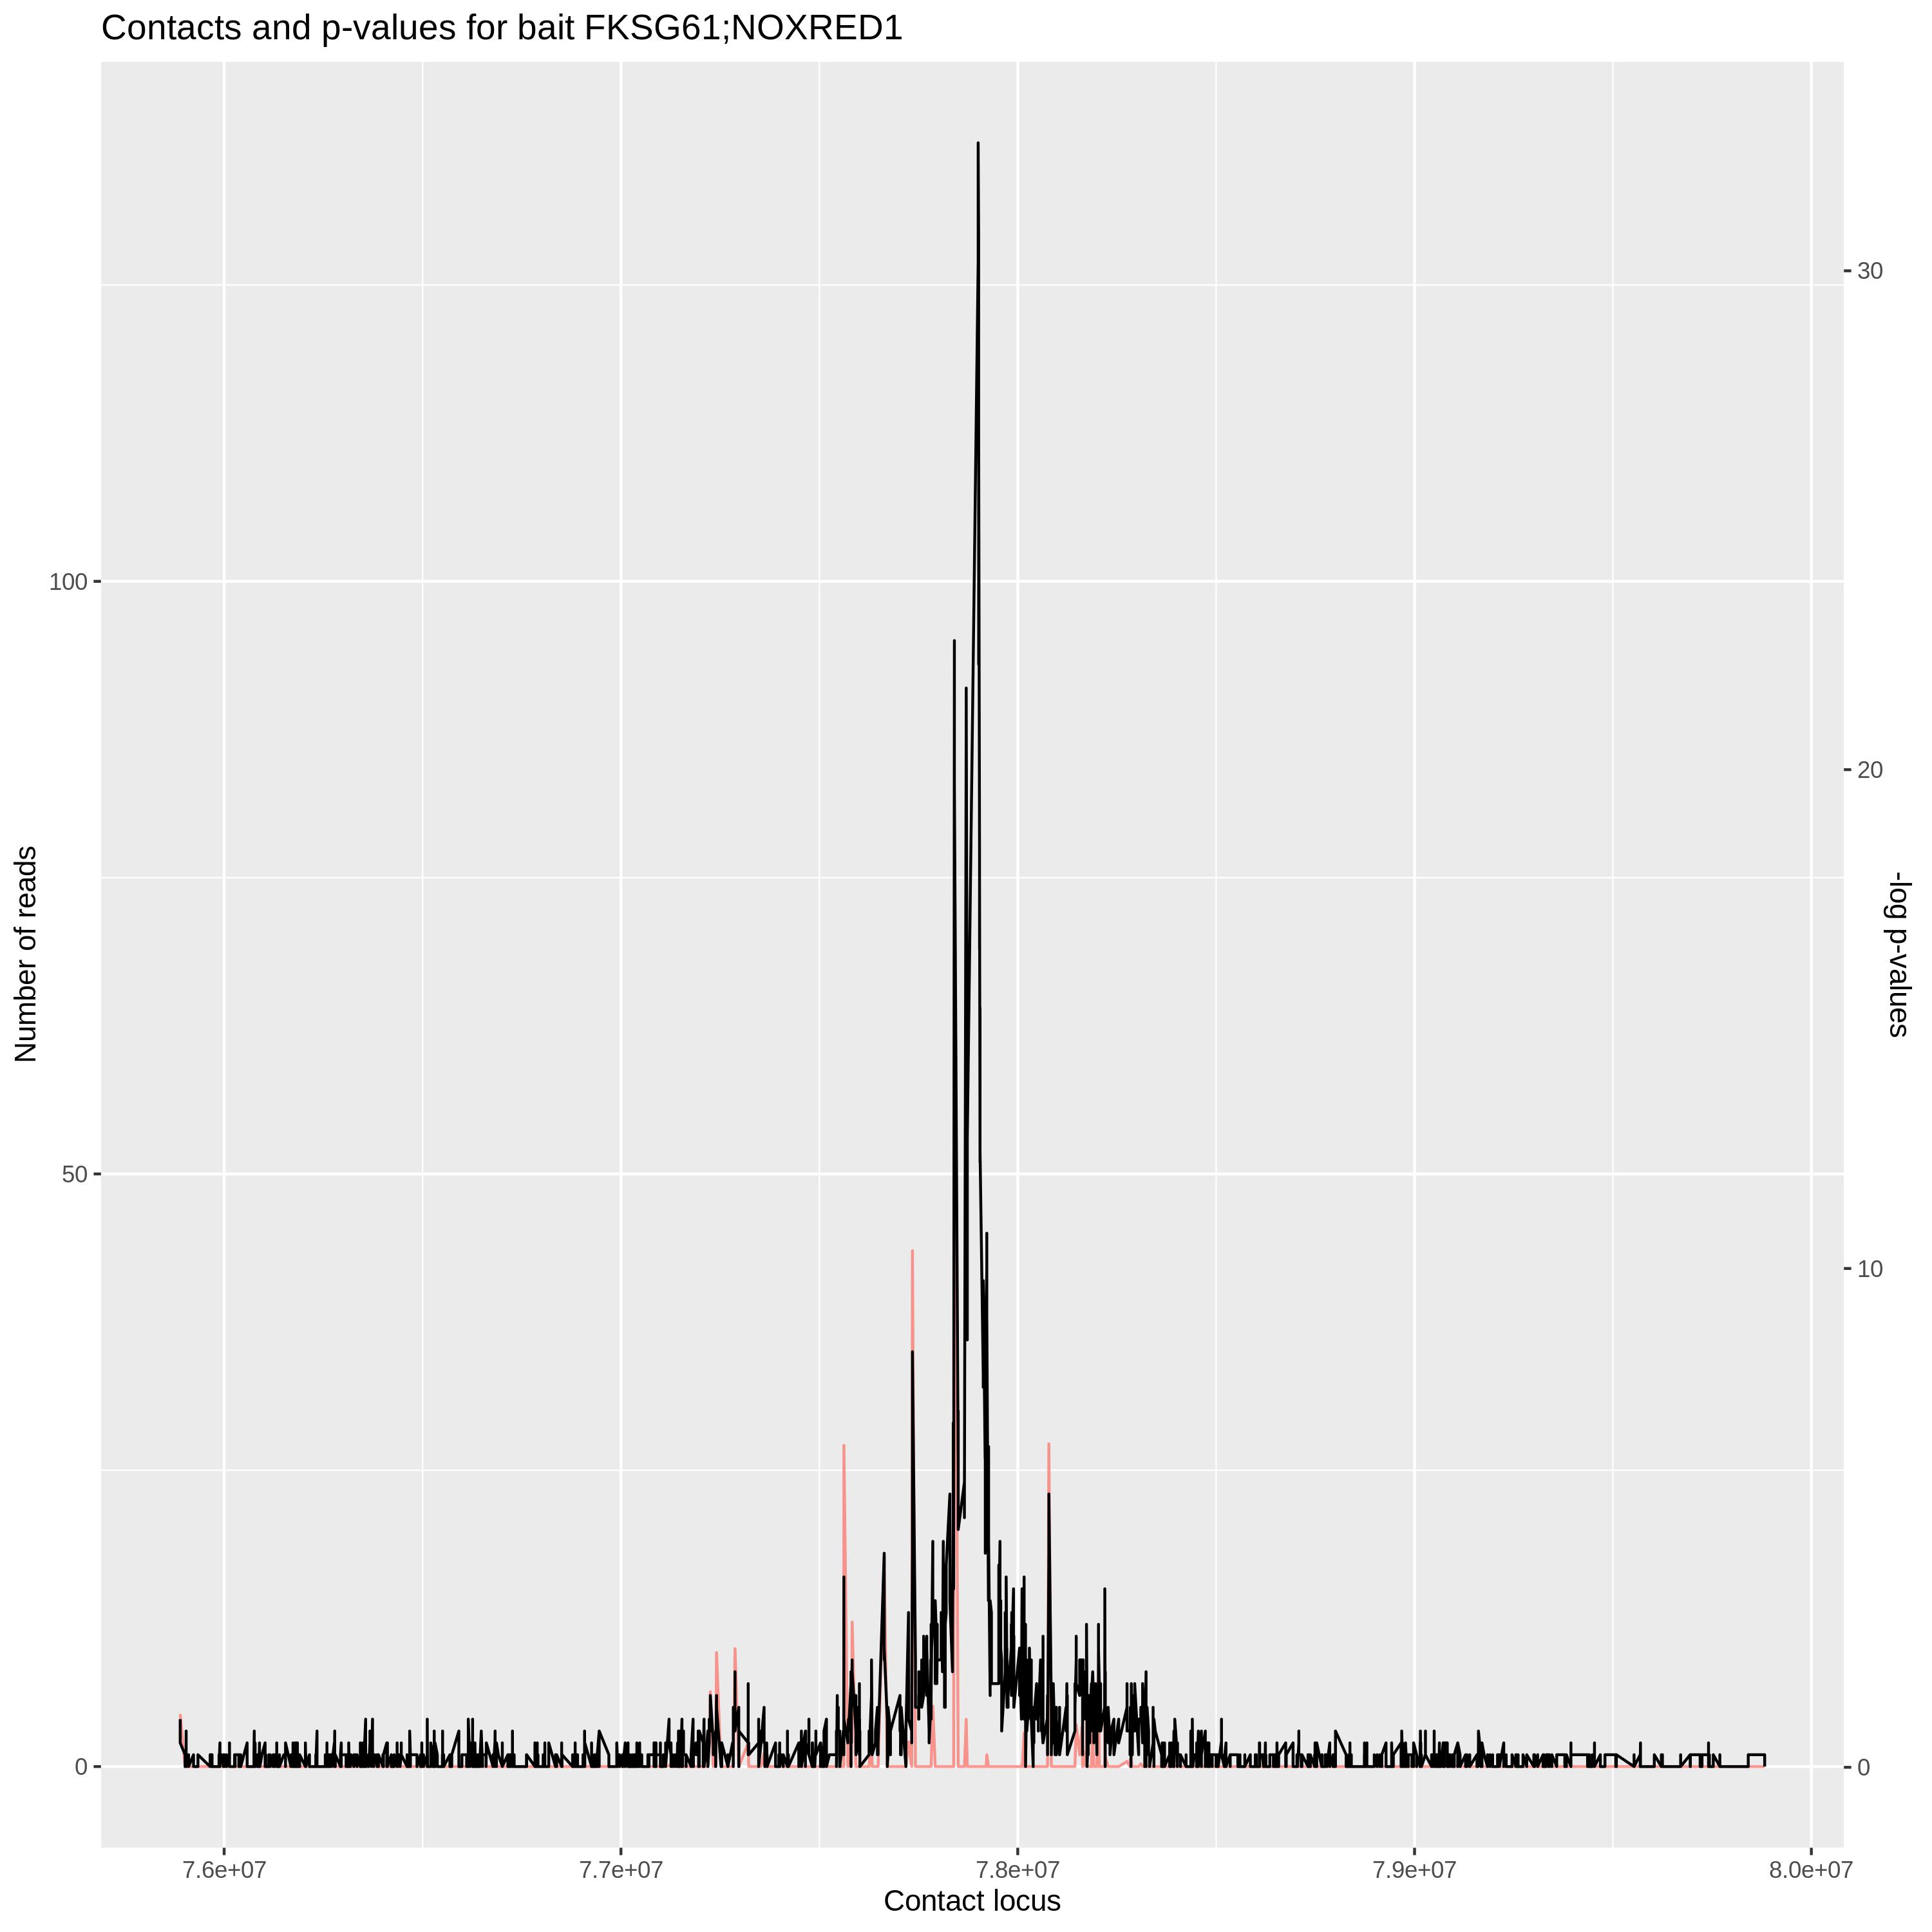 Contacts and p-values for bait FKSG61;NOXRED1
Number of reads
100
50
0
30
20
10
0
-log p-values
7.6e+07
7.7e+07
7.8e+07
7.9e+07
8.0e+07
Contact locus